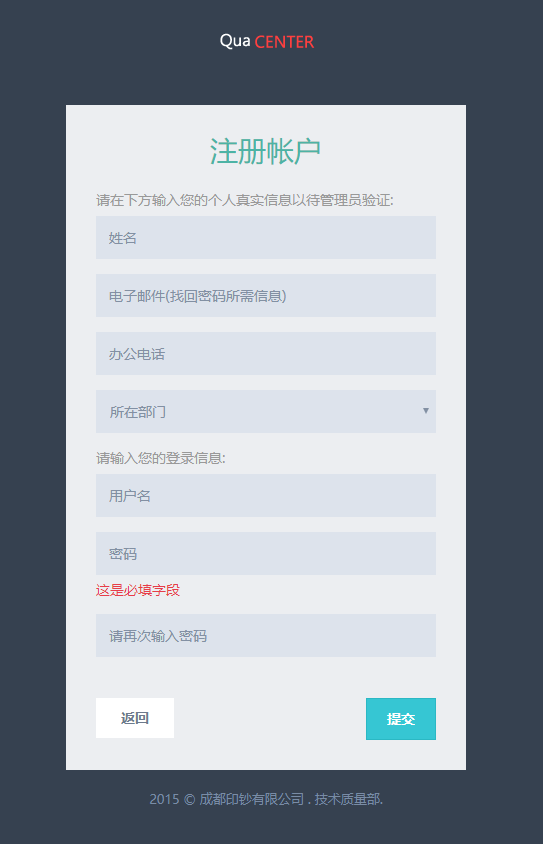 Qua CENTER
注册帐户
请在下方输入您的个人真实信息以待管理员验证:
姓名
电子邮件(找回密码所需信息)
办公电话
所在部门
请输入您的登录信息:
用户名
密码
这是必填字段
请再次输入密码
返回
提交
2015 © 成都印钞有限公司 . 技术质量部.